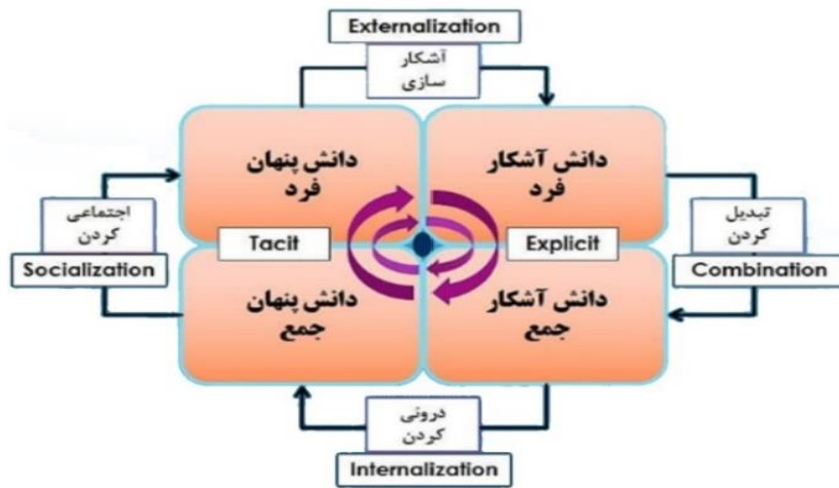 Externalization
آشکار
سازی
دانش پنهان
فرد
دانش آشکار
فرد
اجتماعی
کردن
Socialization
Tacit
Explicit
تبدیل
کردن
Combination
دانش پنهان
جمع
دانش آشکار
جمع
درونی
کردن
Internalization